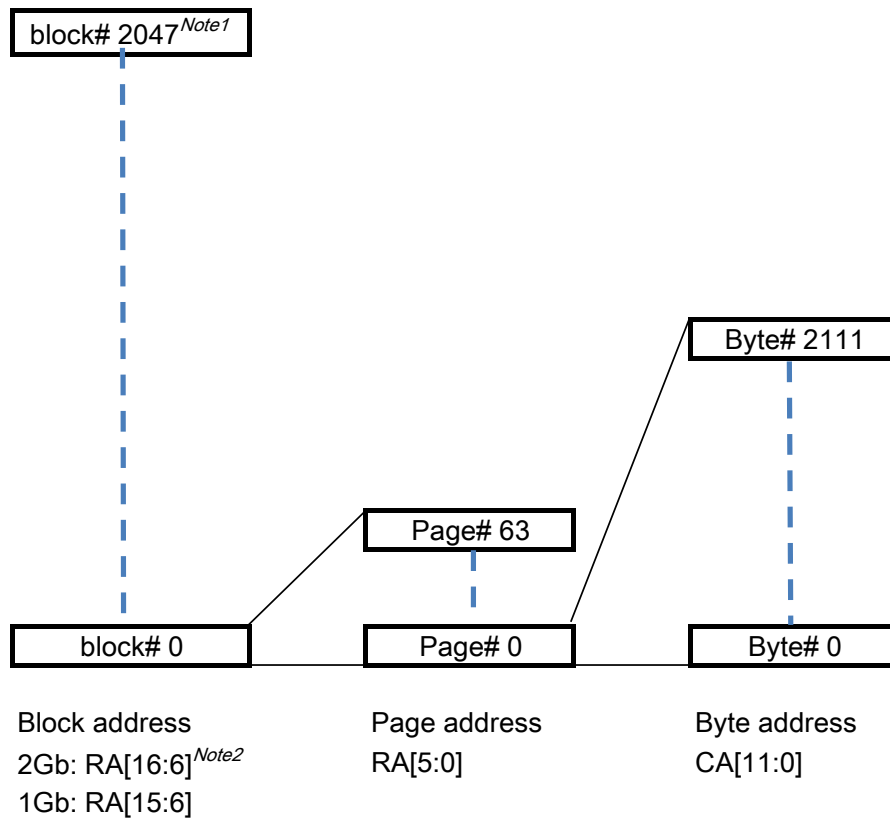 block# 2047Note1
Byte# 2111
Page# 63
block# 0
Page# 0
Byte# 0
Block address
2Gb: RA[16:6]Note2
1Gb: RA[15:6]
Page address
RA[5:0]
Byte address
CA[11:0]